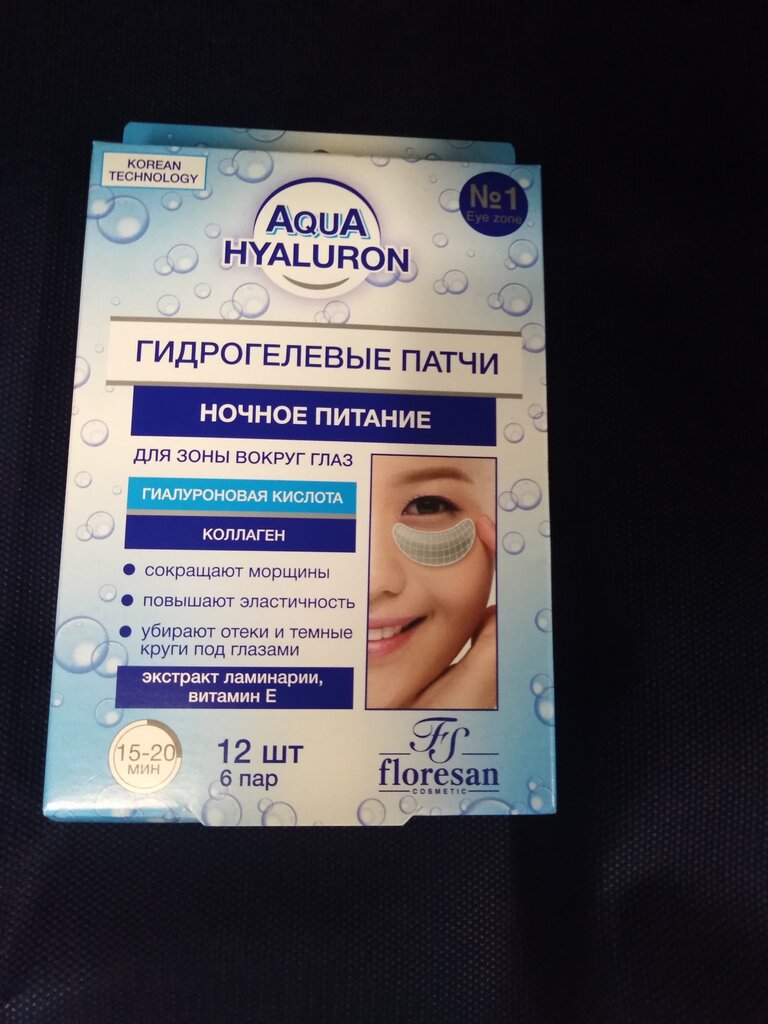 KOREAN
TECHNOLOGY
№1
Eye zone
AQUA
HYALURON
ГИДРОГЕЛЕВЫЕ ПАТЧИ
НОЧНОЕ ПИТАНИЕ
ДЛЯ ЗОНЫ ВОКРУГ ГЛАЗ
ГИАЛУРОНОВАЯ КИСЛОТА
КОЛЛАГЕН
• сокращают морщины
• повышают эластичность
• убирают отеки и темные
круги под глазами
экстракт ламинарии,
витамин Е
15-20
МИН
12 шт
6 пар
FS
floresan
COSMETIC